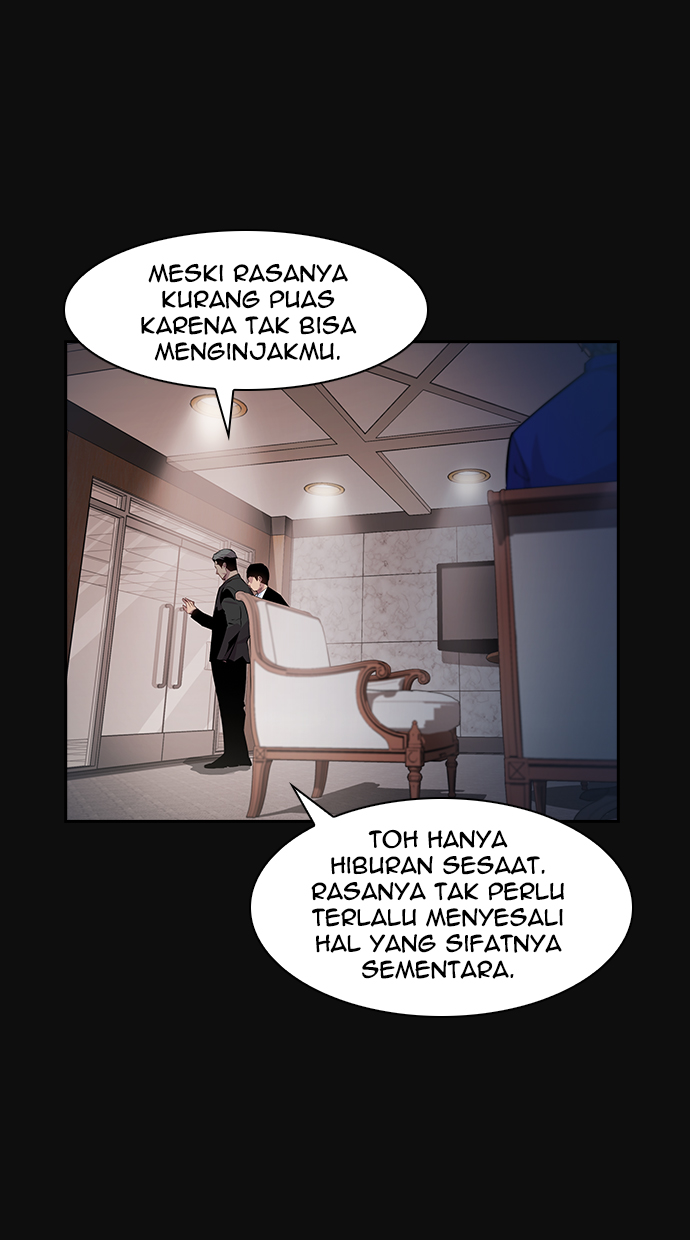 MESKI RASANYA
KURANG PUAS
KARENA TAK BISA
MENGINJAKMU.
TOH HANYA
HIBURAN SESAAT.
RASANYA TAK PERLU
TERLALU MENYESALI
HAL YANG SIFATNYA
SEMENTARA.